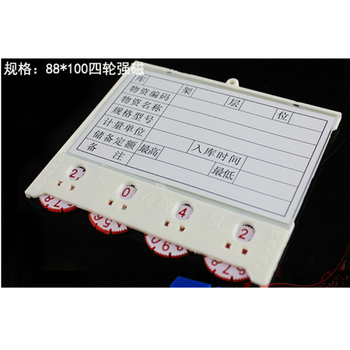 规格：88*100四轮强磁
库 架 层 位
物资编码
物资名称
规格型号
计量单位 入库时间
储备定额 最高 最低
备 注
2 0 4 2